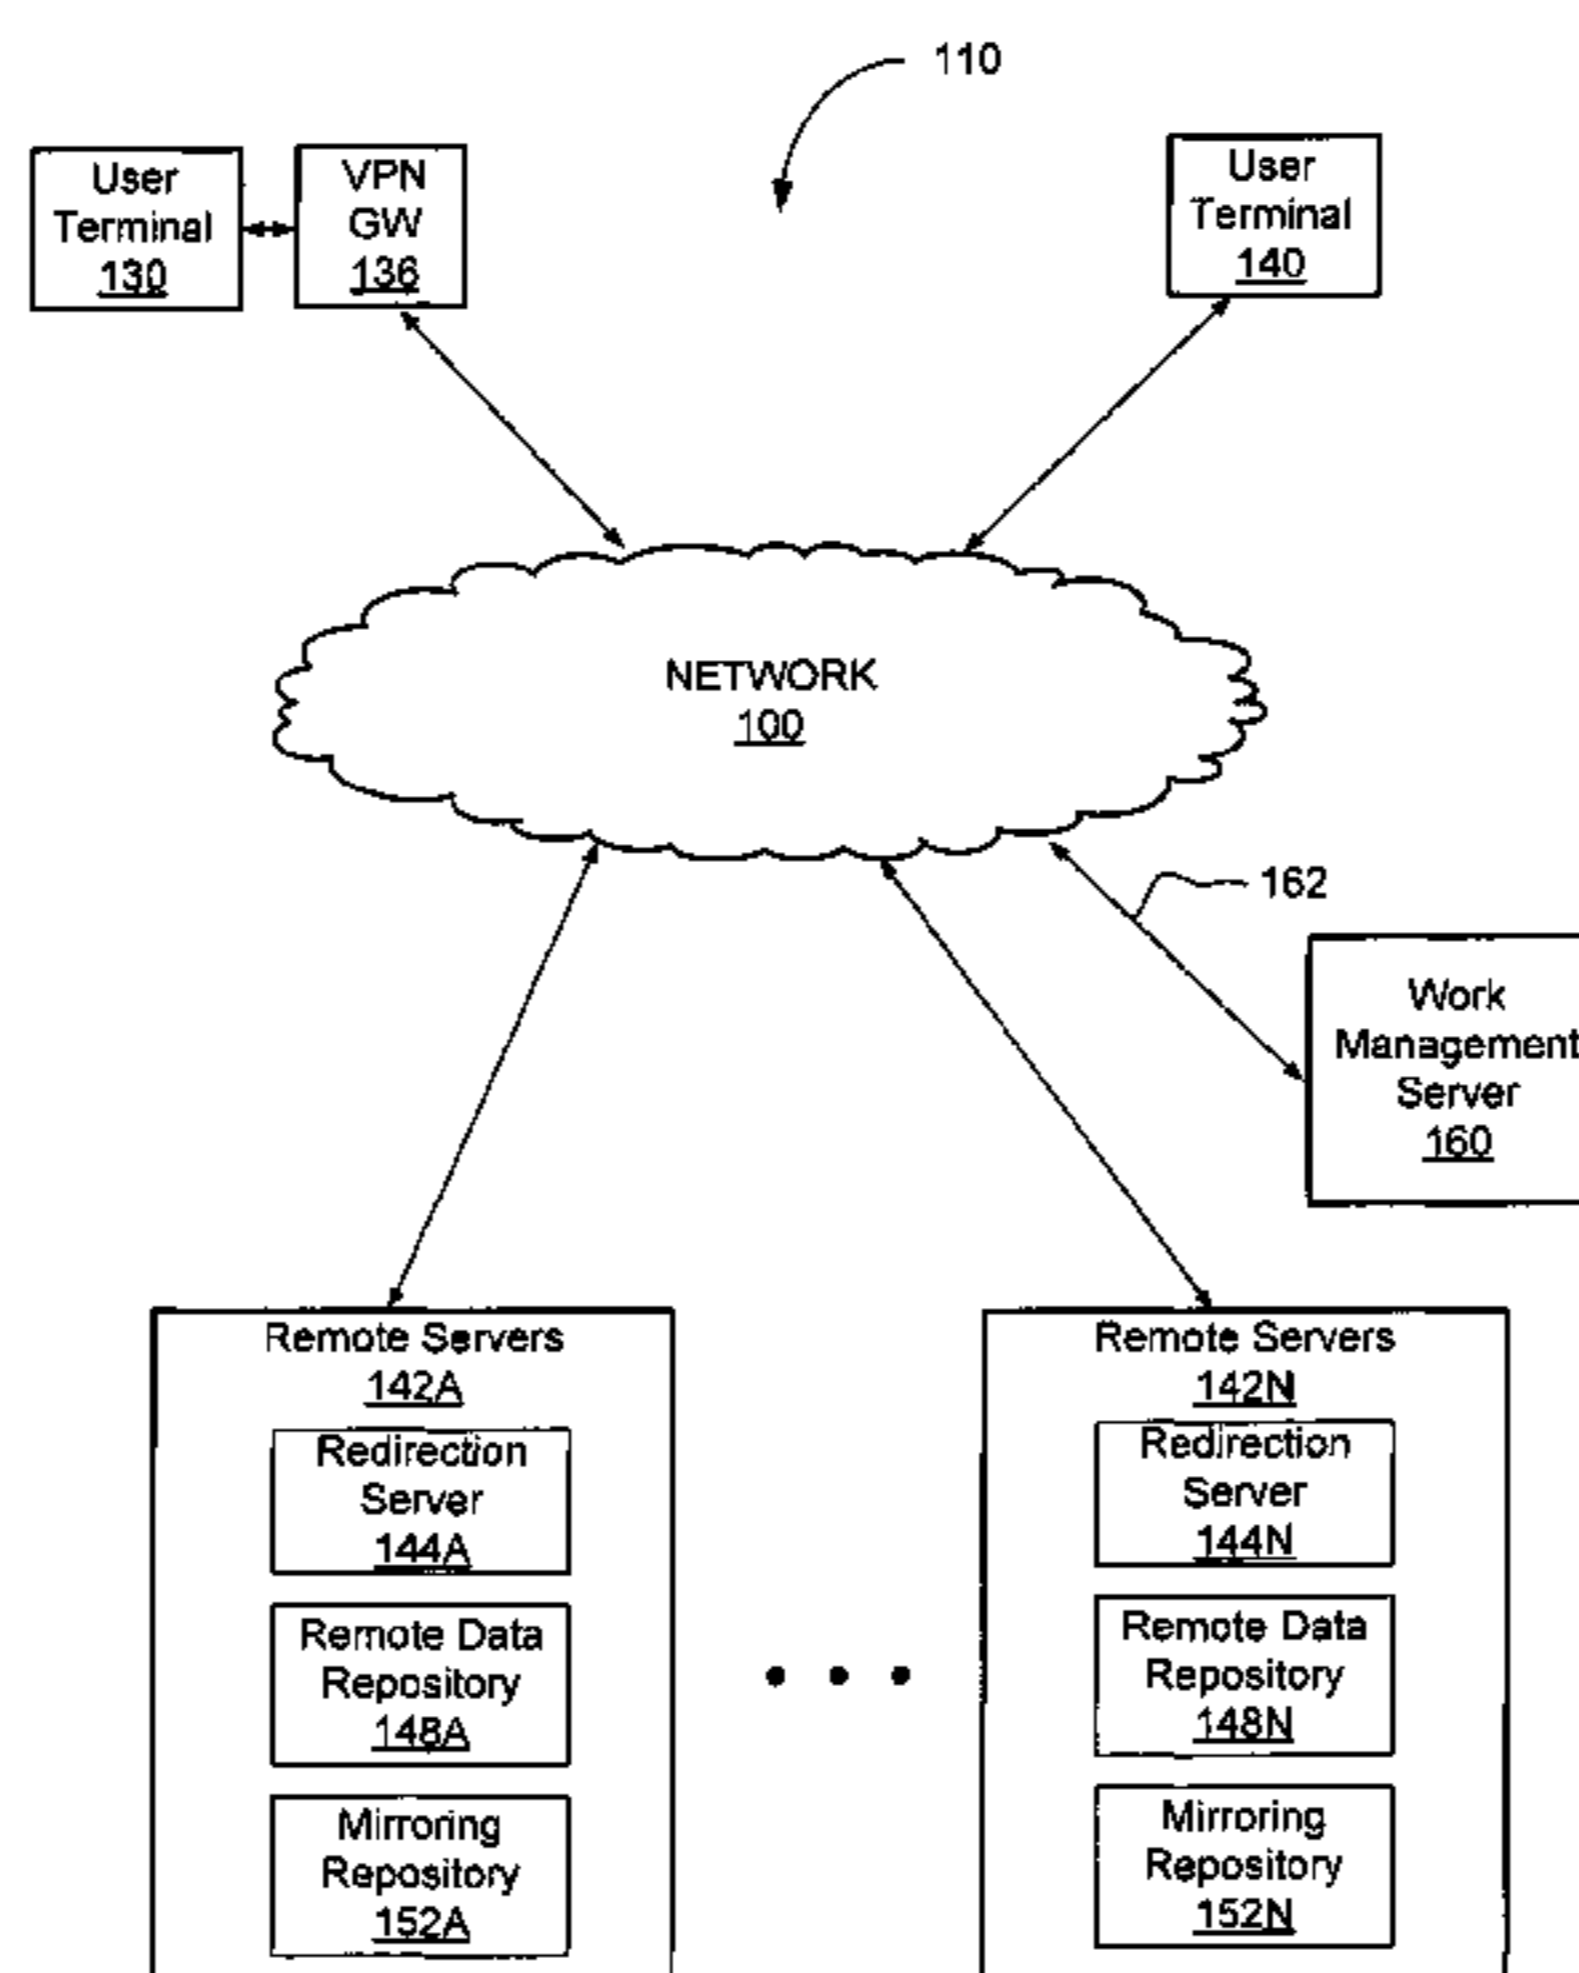 110
User
Terminal
130
VPN
GW
136
User
Terminal
140
NETWORK
100
162
Work
Management
Server
160
Remote Servers
142A
Redirection
Server
144A
Remote Data
Repository
148A
Mirroring
Repository
152A
Remote Servers
142N
Redirection
Server
144N
Remote Data
Repository
148N
Mirroring
Repository
152N